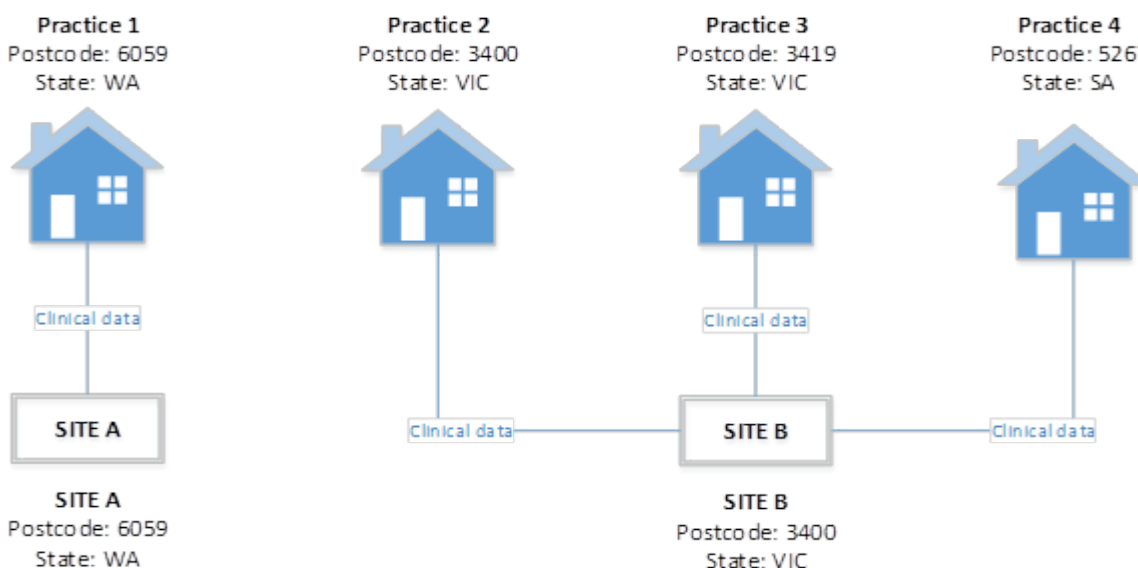 Practice 1
Postcode: 6059
State: WA
Practice 2
Postcode: 3400
State: VIC
Practice 3
Postcode: 3419
State: VIC
Practice 4
Postcode: 526
State: SA
Clinical data
Clinical data
SITE A
Clinical data
SITE B
Clinical data
SITE A
Postcode: 6059
State: WA
SITE B
Postcode: 3400
State: VIC